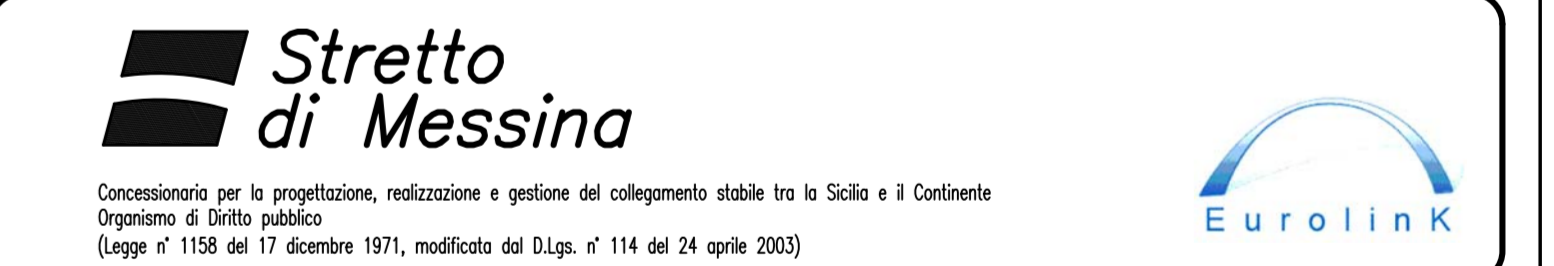 Stretto
di Messina
Concessionaria per la progettazione, realizzazione e gestione del collegamento stabile tra la Sicilia e il Continente
Organismo di Diritto pubblico
(Legge n° 1158 del 17 dicembre 1971, modificata dal D.Lgs. n° 114 del 24 aprile 2003)
EurolinK